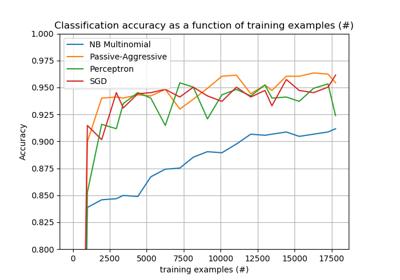 Classification accuracy as a function of training examples (#)
1.000
0.975
0.950
0.925
0.900
0.875
0.850
0.825
0.800
Accuracy
NB Multinomial
Passive-Aggressive
Perceptron
SGD
0 2500 5000 7500 10000 12500 15000 17500
training examples (#)